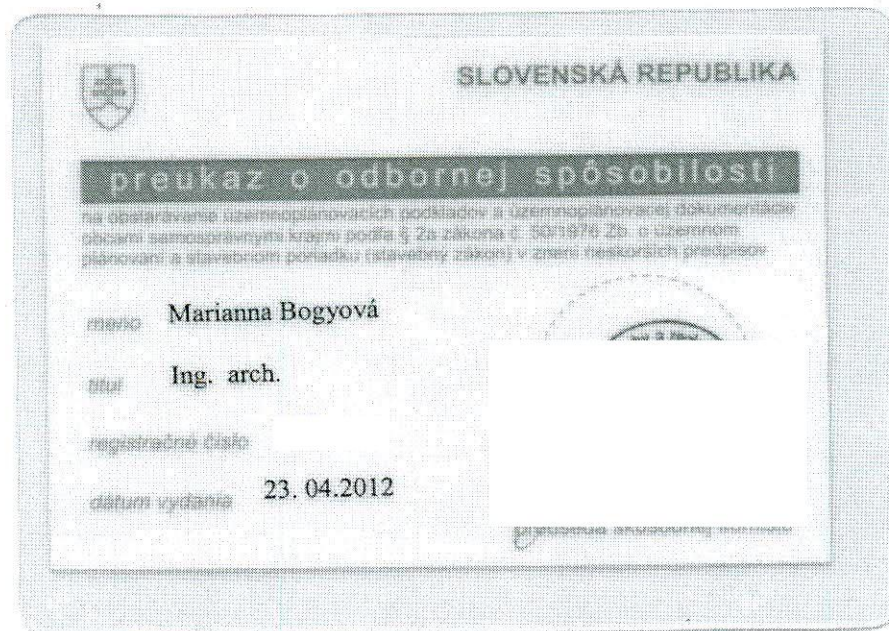 SLOVENSKÁ REPUBLIKA
preukaz o odbornej spôsobilosti
na obstarávanie územnoplánovacích podkladov a územnoplánovacej dokumentácie
obcami samosprávnymi krajmi podľa § 2a zákona č. 50/1976 Zb. o územnom
plánovaní a stavebnom poriadku (stavebný zákon) v znení neskorších predpisov
meno Marianna Bogyová
titul Ing. arch.
registračné číslo
dátum vydania 23. 04.2012
predseda skúšobnej komisie